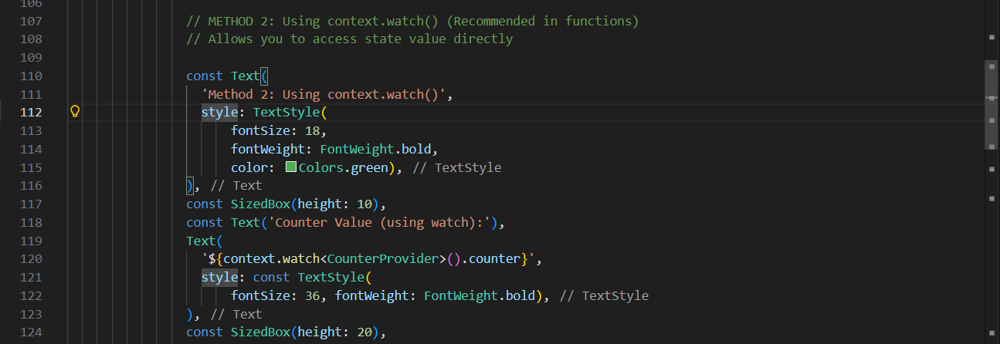 106
107 // METHOD 2: Using context.watch() (Recommended in functions)
108 // Allows you to access state value directly
109
110 const Text(
111 'Method 2: Using context.watch()',
112 style: TextStyle(
113 fontSize: 18,
114 fontWeight: FontWeight.bold,
115 color: Colors.green), // TextStyle
116 ), // Text
117 const SizedBox(height: 10),
118 const Text('Counter Value (using watch):'),
119 Text(
120 '${context.watch<CounterProvider>().counter}',
121 style: const TextStyle(
122 fontSize: 36, fontWeight: FontWeight.bold), // TextStyle
123 ), // Text
124 const SizedBox(height: 20),